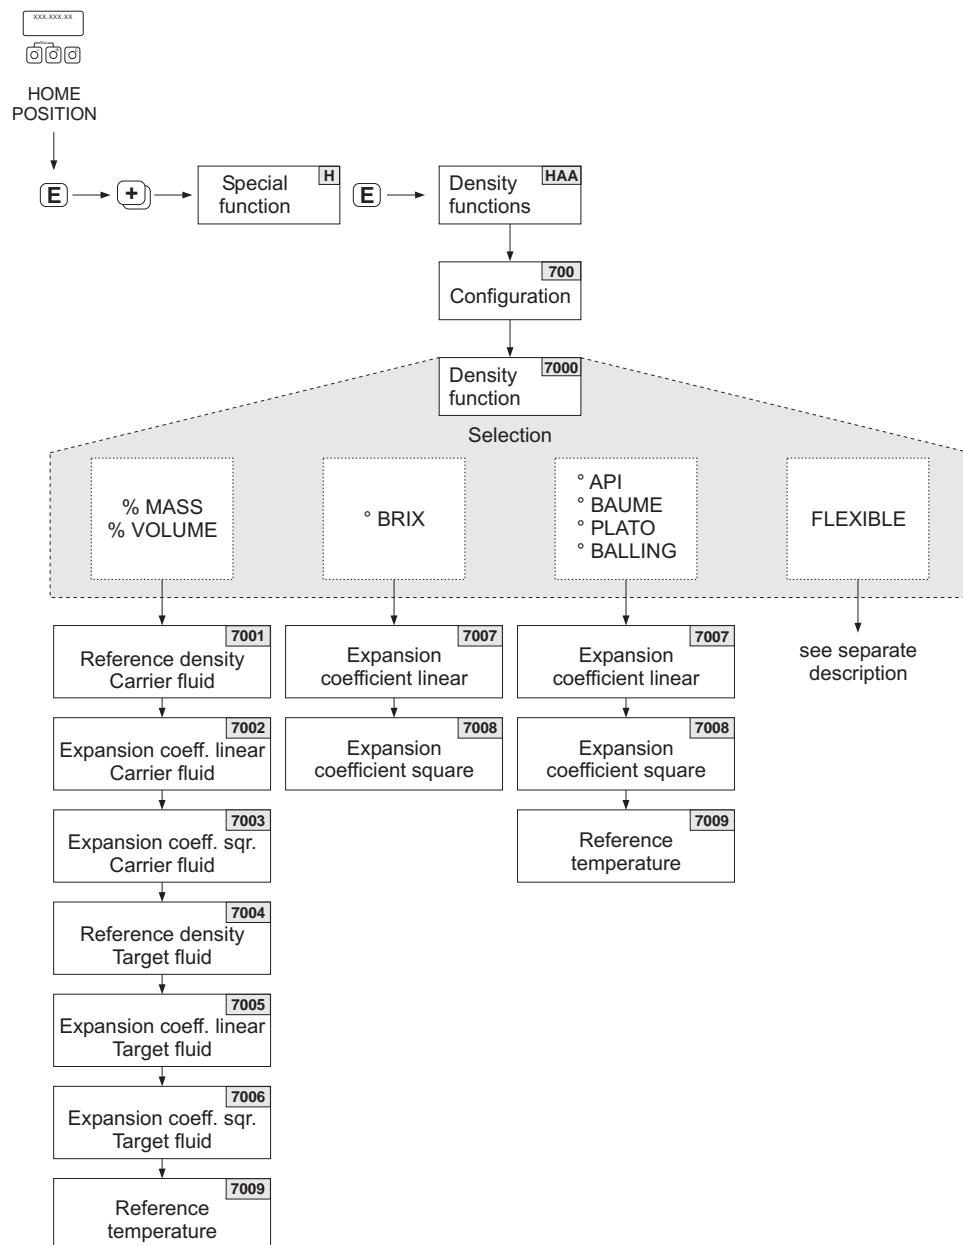 xxx.xxx.xx
HOME
POSITION
E
+
H
Special
function
E
HAA
Density
functions
700
Configuration
7000
Density
function
Selection
% MASS
% VOLUME
° BRIX
° API
° BAUME
° PLATO
° BALLING
FLEXIBLE
7001
Reference density
Carrier fluid
7002
Expansion coeff. linear
Carrier fluid
7003
Expansion coeff. sqr.
Carrier fluid
7004
Reference density
Target fluid
7005
Expansion coeff. linear
Target fluid
7006
Expansion coeff. sqr.
Target fluid
7009
Reference
temperature
7007
Expansion
coefficient linear
7008
Expansion
coefficient square
7007
Expansion
coefficient linear
7008
Expansion
coefficient square
7009
Reference
temperature
see separate
description